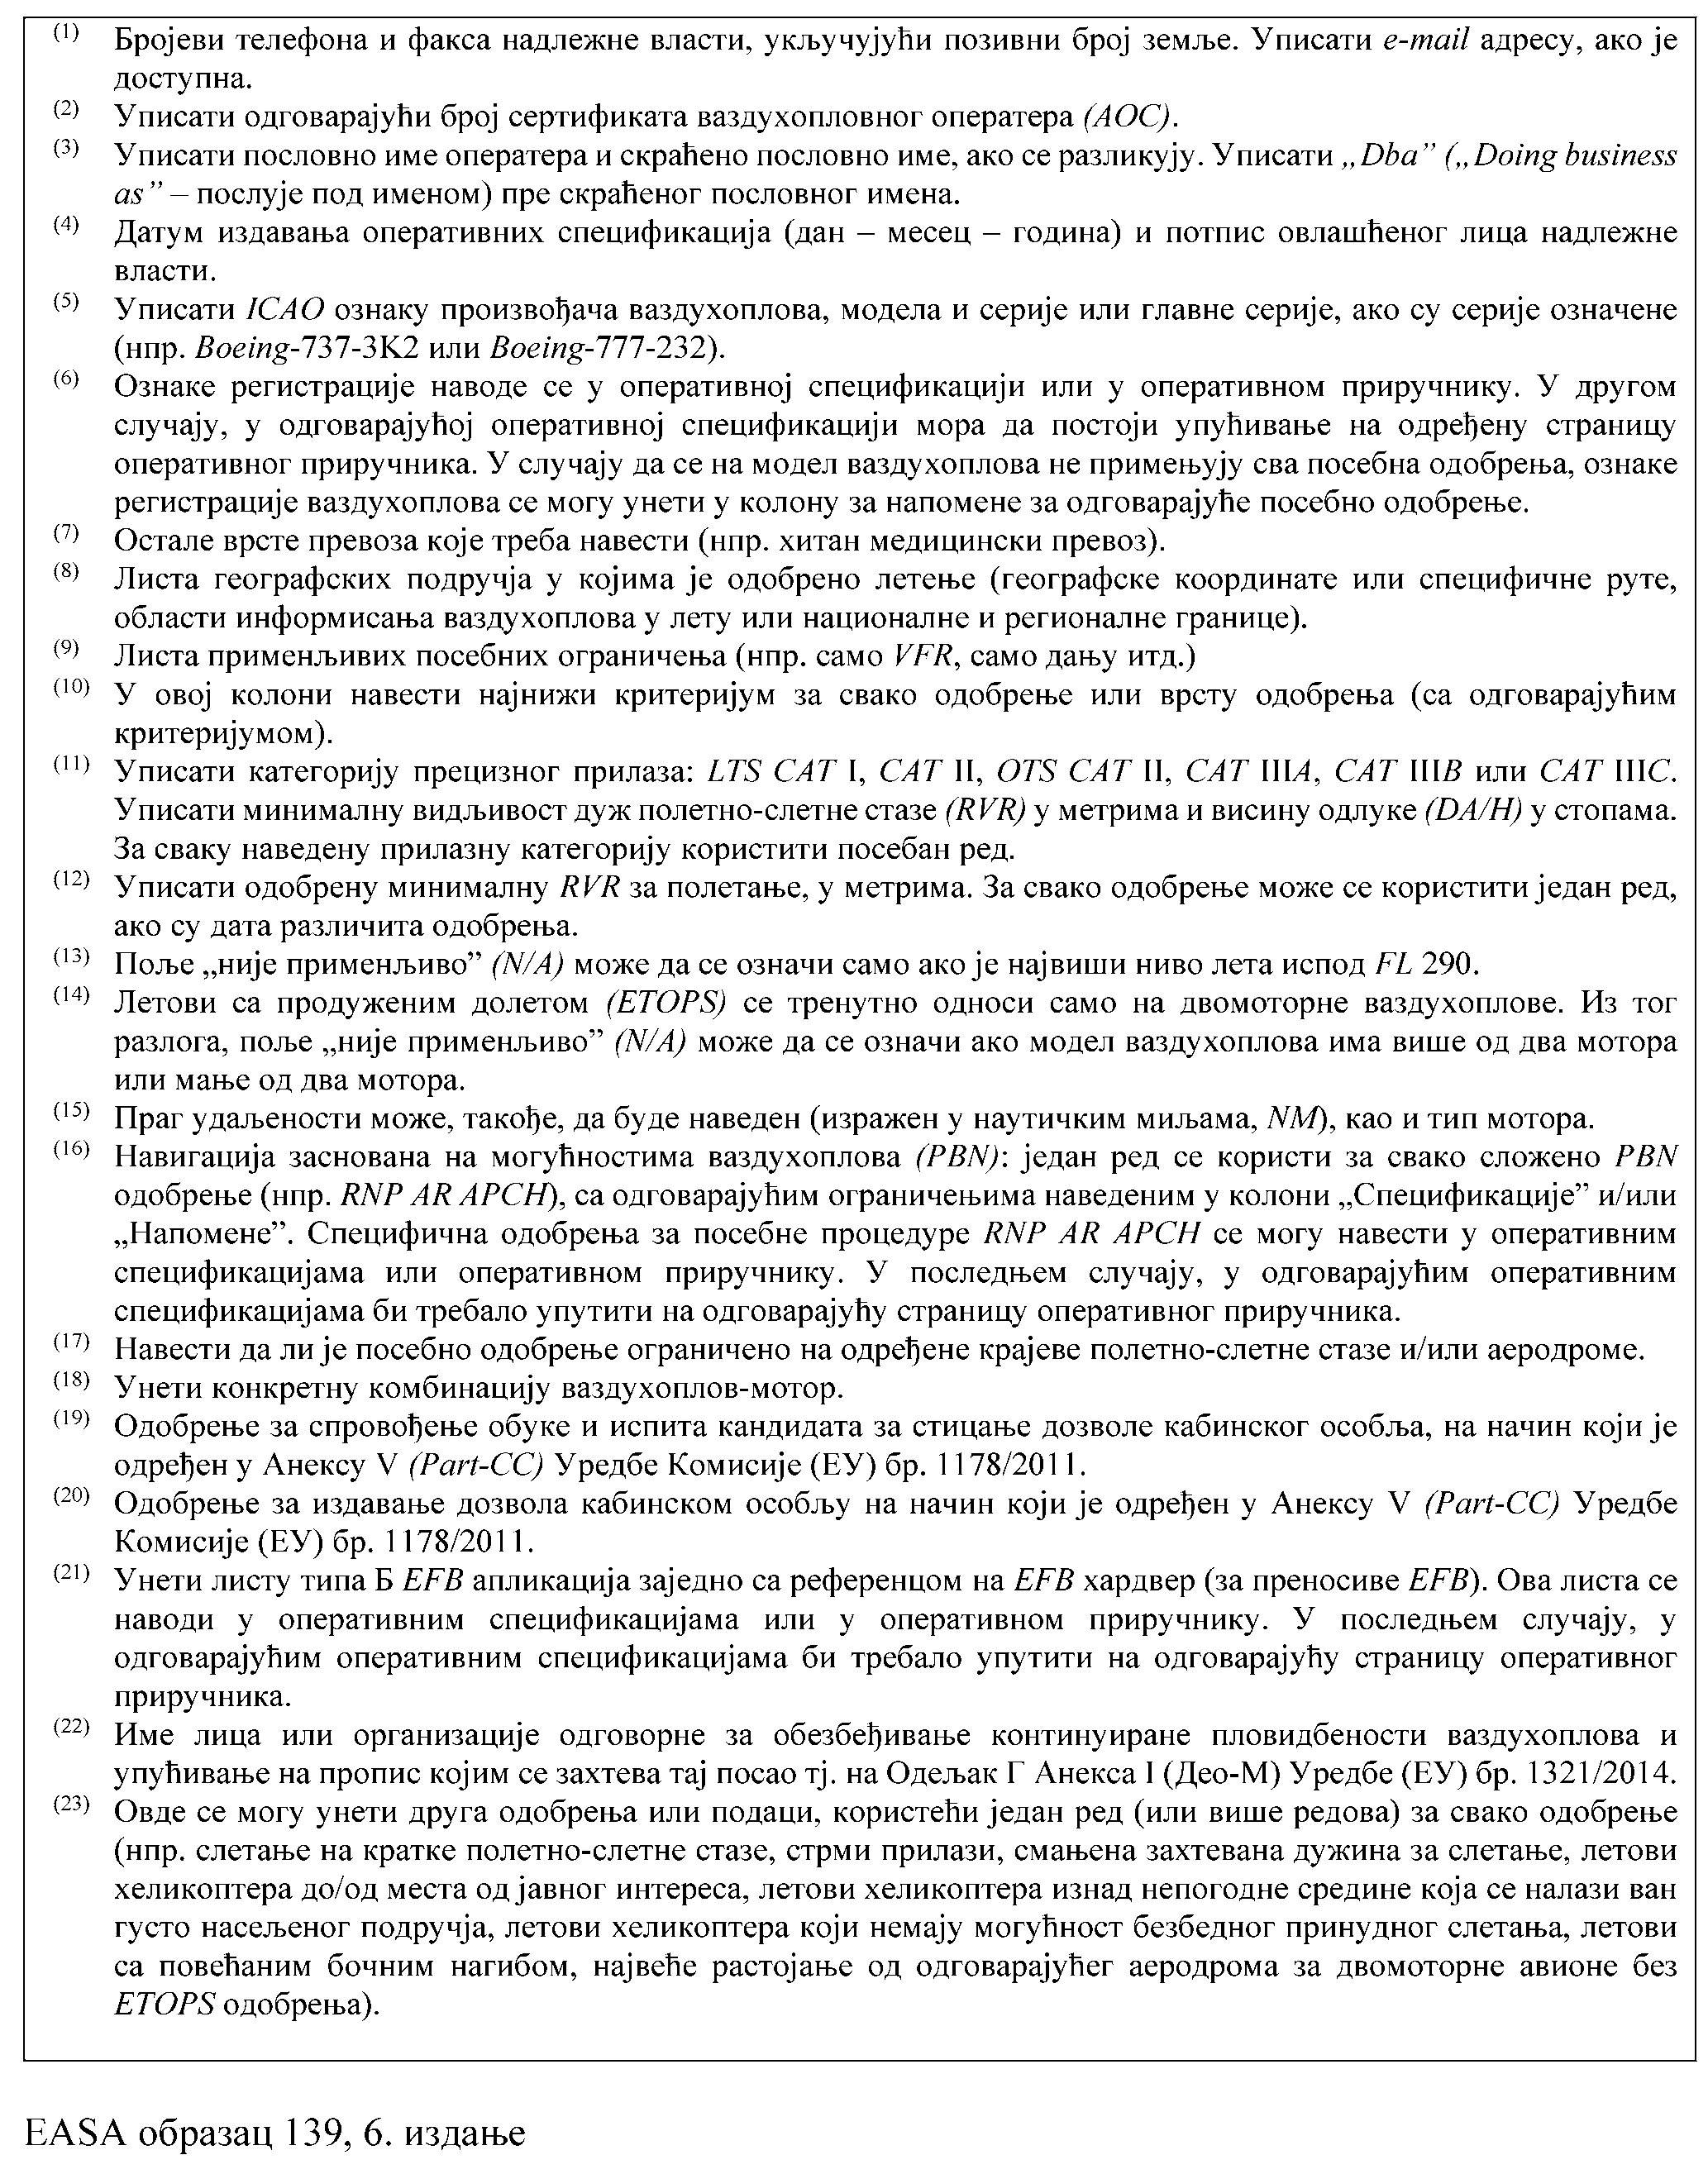 (1) Бројеви телефона и факса надлежне власти, укључујући позивни број земље. Уписати e-mail адресу, ако је
доступна.
(2) Уписати одговарајући број сертификата ваздухопловног оператера (AOC).
(3) Уписати пословно име оператера и скраћено пословно име, ако се разликују. Уписати „Dba” („Doing business
as” – послује под именом) пре скраћеног пословног имена.
(4) Датум издавања оперативних спецификација (дан – месец – година) и потпис овлашћеног лица надлежне
власти.
(5) Уписати ICAO ознаку произвођача ваздухоплова, модела и серије или главне серије, ако су серије означене
(нпр. Boeing-737-3K2 или Boeing-777-232).
(6) Ознаке регистрације наводе се у оперативној спецификацији или у оперативном приручнику. У другом
случају, у одговарајућој оперативној спецификацији мора да постоји упућивање на одређену страницу
оперативног приручника. У случају да се на модел ваздухоплова не примењују сва посебна одобрења, ознаке
регистрације ваздухоплова се могу унети у колону за напомене за одговарајуће посебно одобрење.
(7) Остале врсте превоза које треба навести (нпр. хитан медицински превоз).
(8) Листа географских подручја у којима је одобрено летење (географске координате или специфичне руте,
области информисања ваздухоплова у лету или националне и регионалне границе).
(9) Листа применљивих посебних ограничења (нпр. само VFR, само дању итд.)
(10) У овој колони навести најнижи критеријум за свако одобрење или врсту одобрења (са одговарајућим
критеријумом).
(11) Уписати категорију прецизног прилаза: LTS CAT I, CAT II, OTS CAT II, CAT IIIA, CAT IIIB или CAT IIIC.
Уписати минималну видљивост дуж полетно-слетне стазе (RVR) у метрима и висину одлуке (DA/H) у стопама.
За сваку наведену прилазну категорију користити посебан ред.
(12) Уписати одобрену минималну RVR за полетање, у метрима. За свако одобрење може се користити један ред,
ако су дата различита одобрења.
(13) Поље „није применљиво” (N/A) може да се означи само ако је највиши ниво лета испод FL 290.
(14) Летови са продуженим долетом (ETOPS) се тренутно односи само на двомоторне ваздухоплове. Из тог
разлога, поље „није применљиво” (N/A) може да се означи ако модел ваздухоплова има више од два мотора
или мање од два мотора.
(15) Праг удаљености може, такође, да буде наведен (изражен у наутичким миљама, NM), као и тип мотора.
(16) Навигација заснована на могућностима ваздухоплова (PBN): један ред се користи за свако сложено PBN
одобрење (нпр. RNP AR APCH), са одговарајућим ограничењима наведеним у колони „Спецификације” и/или
„Напомене”. Специфична одобрења за посебне процедуре RNP AR APCH се могу навести у оперативним
спецификацијама или оперативном приручнику. У последњем случају, у одговарајућим оперативним
спецификацијама би требало упутити на одговарајућу страницу оперативног приручника.
(17) Навести да ли је посебно одобрење ограничено на одређене крајеве полетно-слетне стазе и/или аеродроме.
(18) Унети конкретну комбинацију ваздухоплов-мотор.
(19) Одобрење за спровођење обуке и испита кандидата за стицање дозволе кабинског особља, на начин који је
одређен у Анексу V (Part-CC) Уредбе Комисије (ЕУ) бр. 1178/2011.
(20) Одобрење за издавање дозвола кабинском особљу на начин који је одређен у Анексу V (Part-CC) Уредбе
Комисије (ЕУ) бр. 1178/2011.
(21) Унети листу типа Б EFB апликација заједно са референцом на EFB хардвер (за преносиве EFB). Ова листа се
наводи у оперативним спецификацијама или у оперативном приручнику. У последњем случају, у
одговарајућим оперативним спецификацијама би требало упутити на одговарајућу страницу оперативног
приручника.
(22) Име лица или организације одговорне за обезбеђивање континуиране пловидбености ваздухоплова и
упућивање на пропис којим се захтева тај посао тј. на Одељак Г Анекса I (Део-М) Уредбе (ЕУ) бр. 1321/2014.
(23) Овде се могу унети друга одобрења или подаци, користећи један ред (или више редова) за свако одобрење
(нпр. слетање на кратке полетно-слетне стазе, стрми прилази, смањена захтевана дужина за слетање, летови
хеликоптера до/од места од јавног интереса, летови хеликоптера изнад непогодне средине која се налази ван
густо насељеног подручја, летови хеликоптера који немају могућност безбедног принудног слетања, летови
са повећаним бочним нагибом, највеће растојање од одговарајућег аеродрома за двомоторне авионе без
ETOPS одобрења).
EASA образац 139, 6. издање